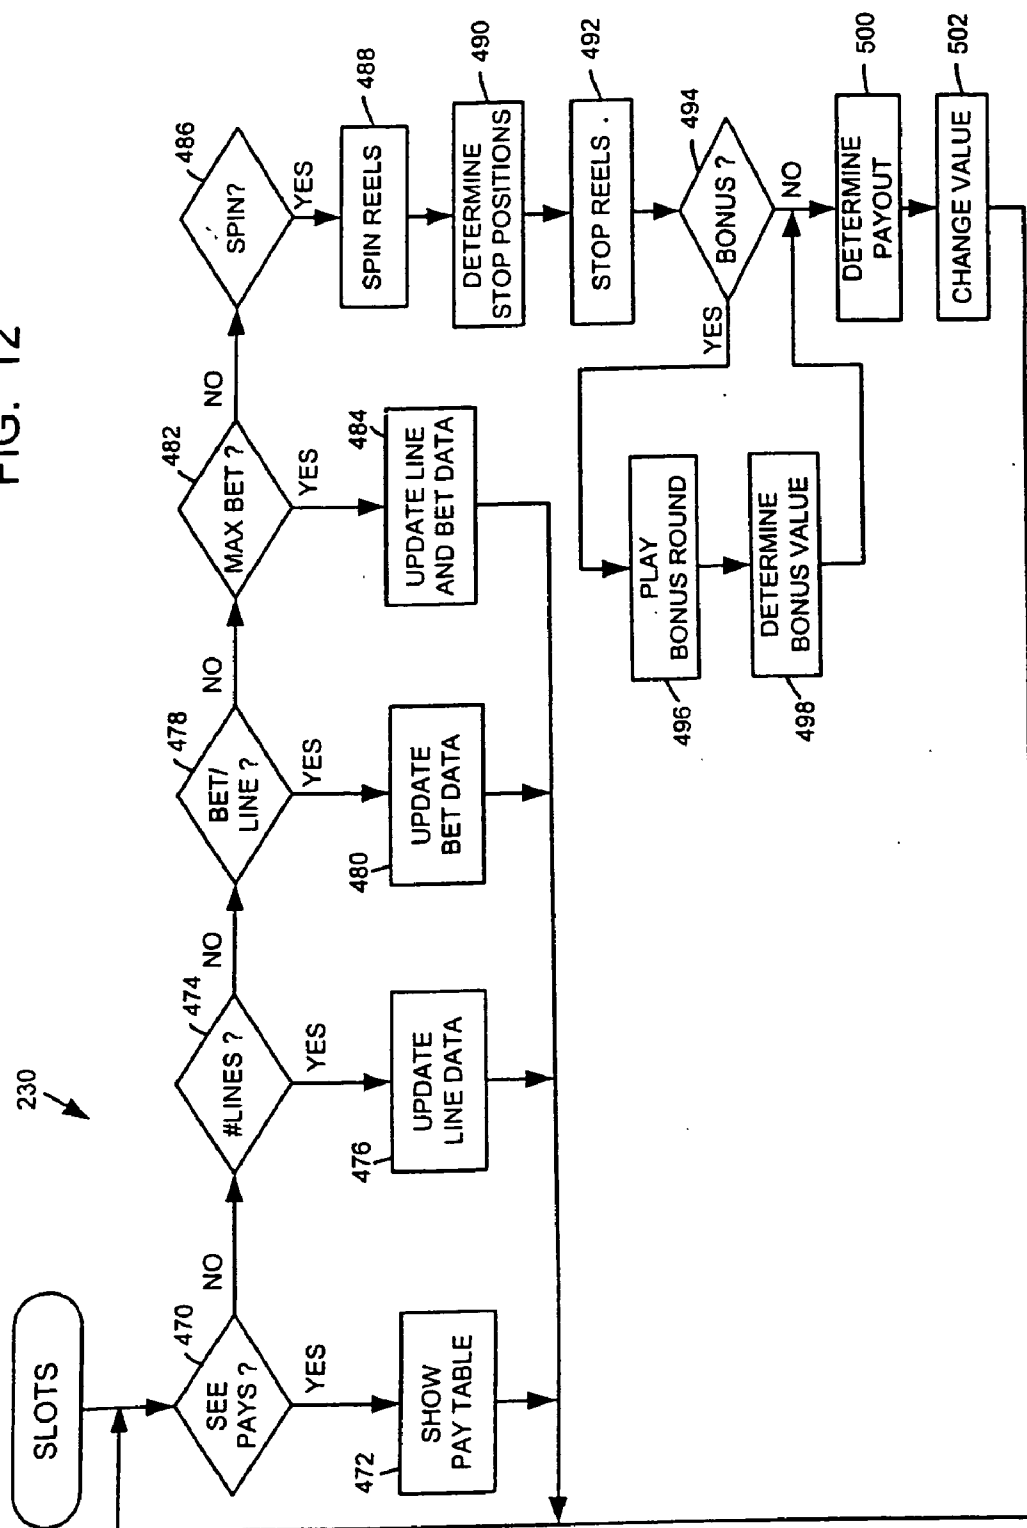 FIG. 12
230
SLOTS
470
SEE
PAYS ?
NO
YES
472
SHOW
PAY TABLE
474
#LINES ?
NO
YES
476
UPDATE
LINE DATA
478
BET/
LINE ?
NO
YES
480
UPDATE
BET DATA
482
MAX BET ?
NO
YES
484
UPDATE LINE
AND BET DATA
486
SPIN?
YES
488
SPIN REELS
490
DETERMINE
STOP POSITIONS
492
STOP REELS
494
BONUS ?
YES
NO
496
PLAY
BONUS ROUND
498
DETERMINE
BONUS VALUE
500
DETERMINE
PAYOUT
502
CHANGE VALUE